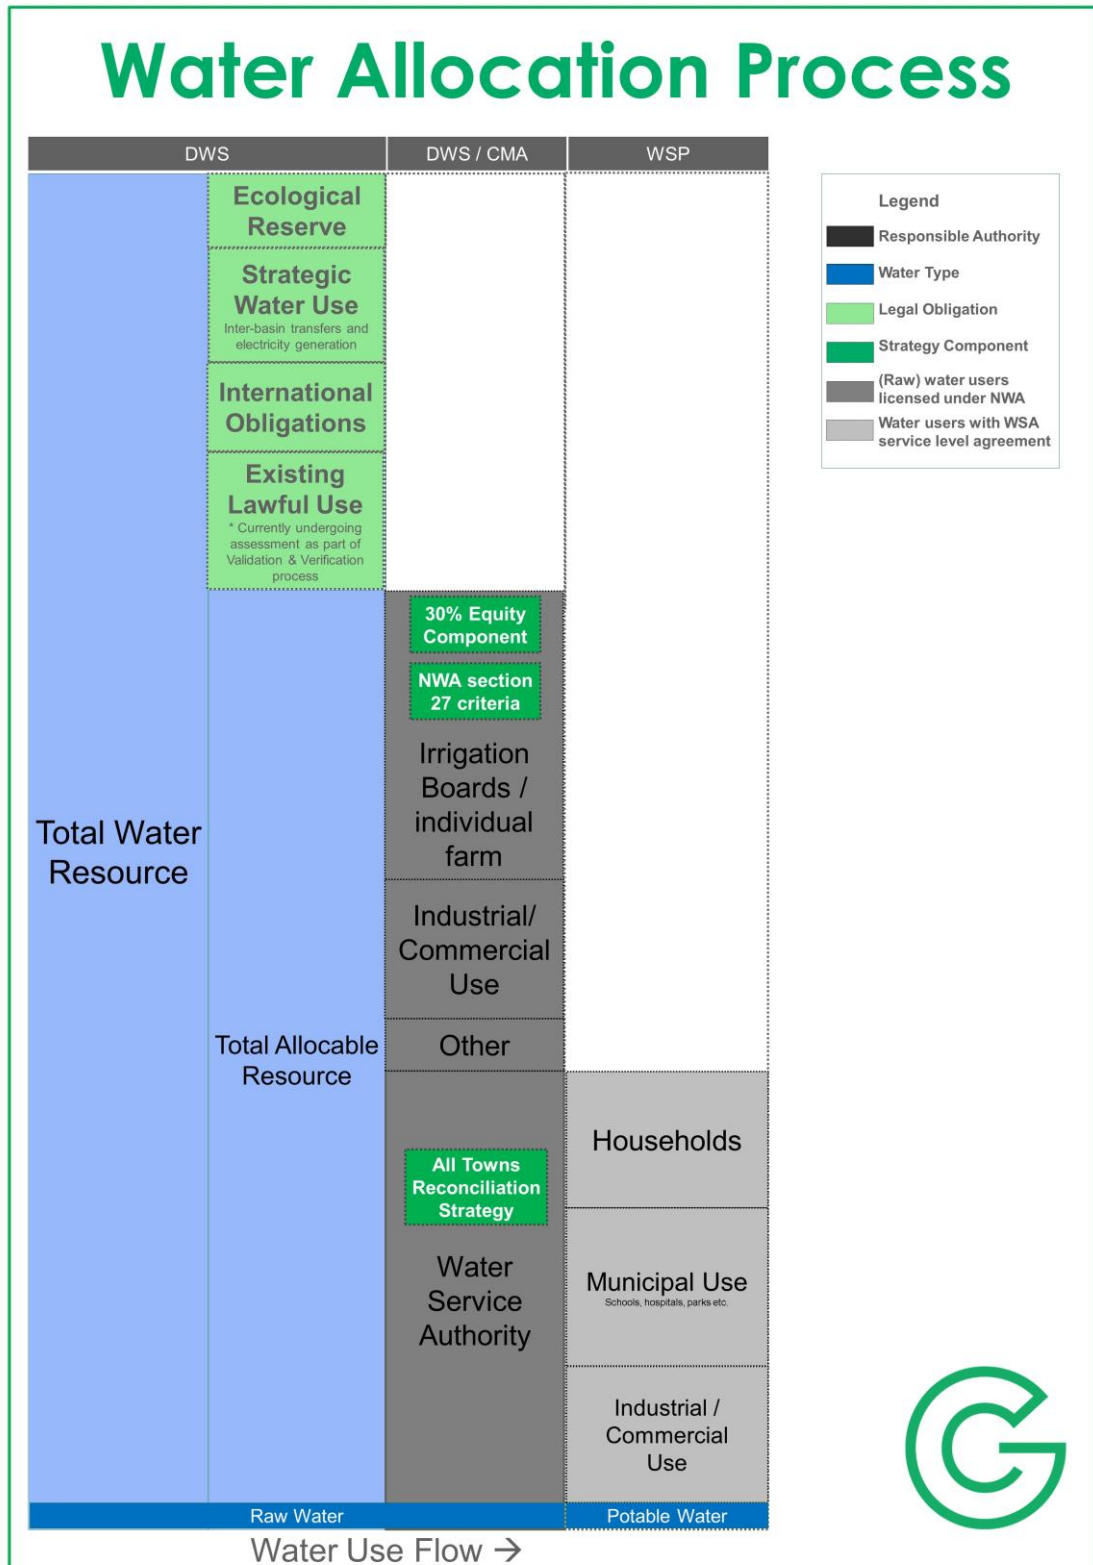 Water Allocation Process
DWS
DWS / CMA
WSP
Ecological
Reserve
Strategic
Water Use
Inter-basin transfers and
electricity generation
International
Obligations
Existing
Lawful Use
* Currently undergoing
assessment as part of
Validation & Verification
process
Total Water
Resource
Total Allocable
Resource
30% Equity
Component
NWA section
27 criteria
Irrigation
Boards /
individual
farm
Industrial/
Commercial
Use
Other
All Towns
Reconciliation
Strategy
Water
Service
Authority
Households
Municipal Use
Schools, hospitals, parks etc.
Industrial /
Commercial
Use
Raw Water
Potable Water
Water Use Flow →
Legend
Responsible Authority
Water Type
Legal Obligation
Strategy Component
(Raw) water users
licensed under NWA
Water users with WSA
service level agreement